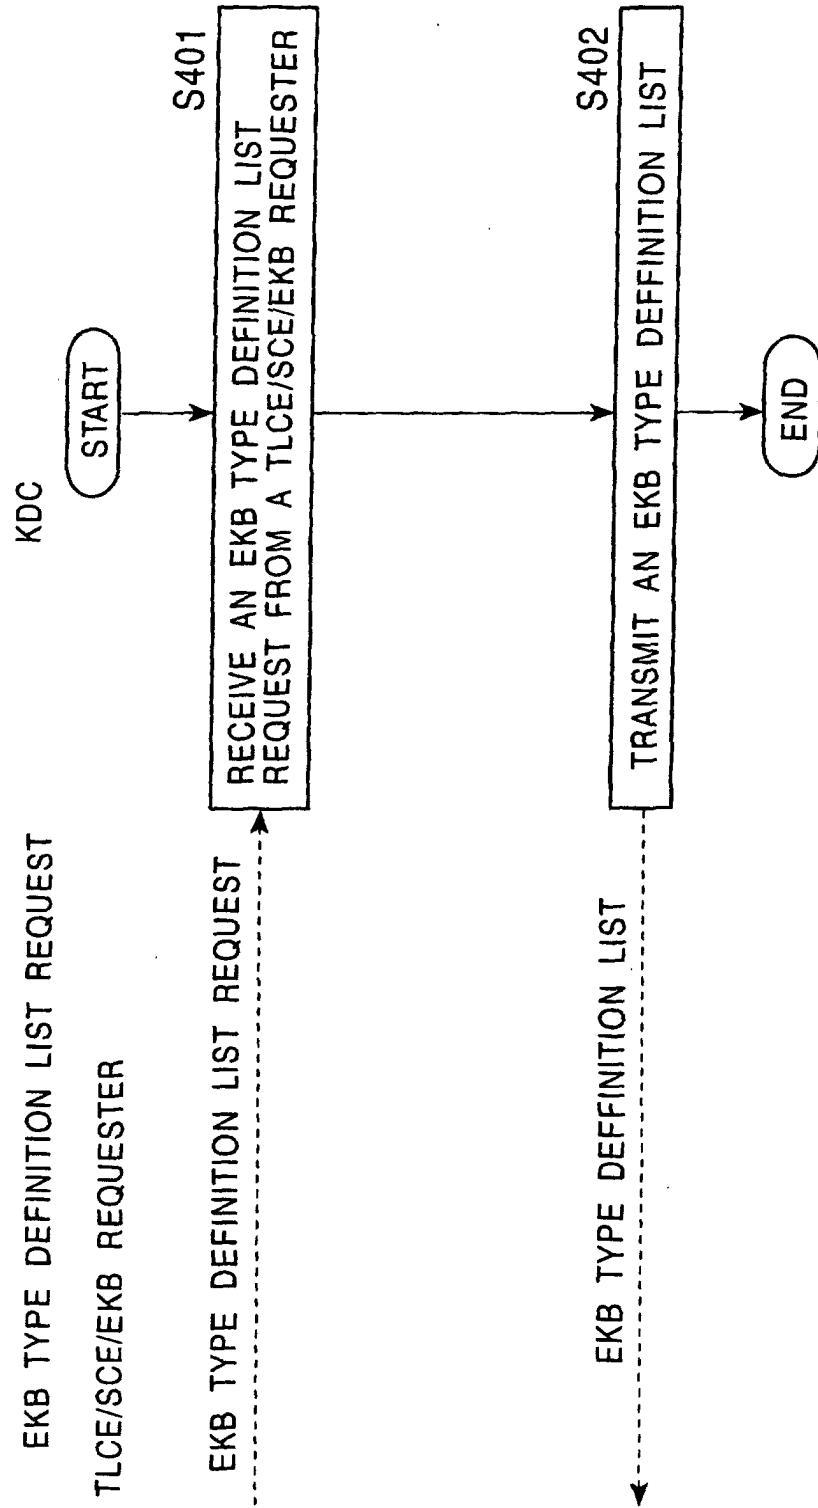 EKB TYPE DEFINITION LIST REQUEST
TLCE/SCE/EKB REQUESTER
KDC
START
S401
EKB TYPE DEFINITION LIST REQUEST
RECEIVE AN EKB TYPE DEFINITION LIST
REQUEST FROM A TLCE/SCE/EKB REQUESTER
S402
EKB TYPE DEFFINITION LIST
TRANSMIT AN EKB TYPE DEFFINITION LIST
END